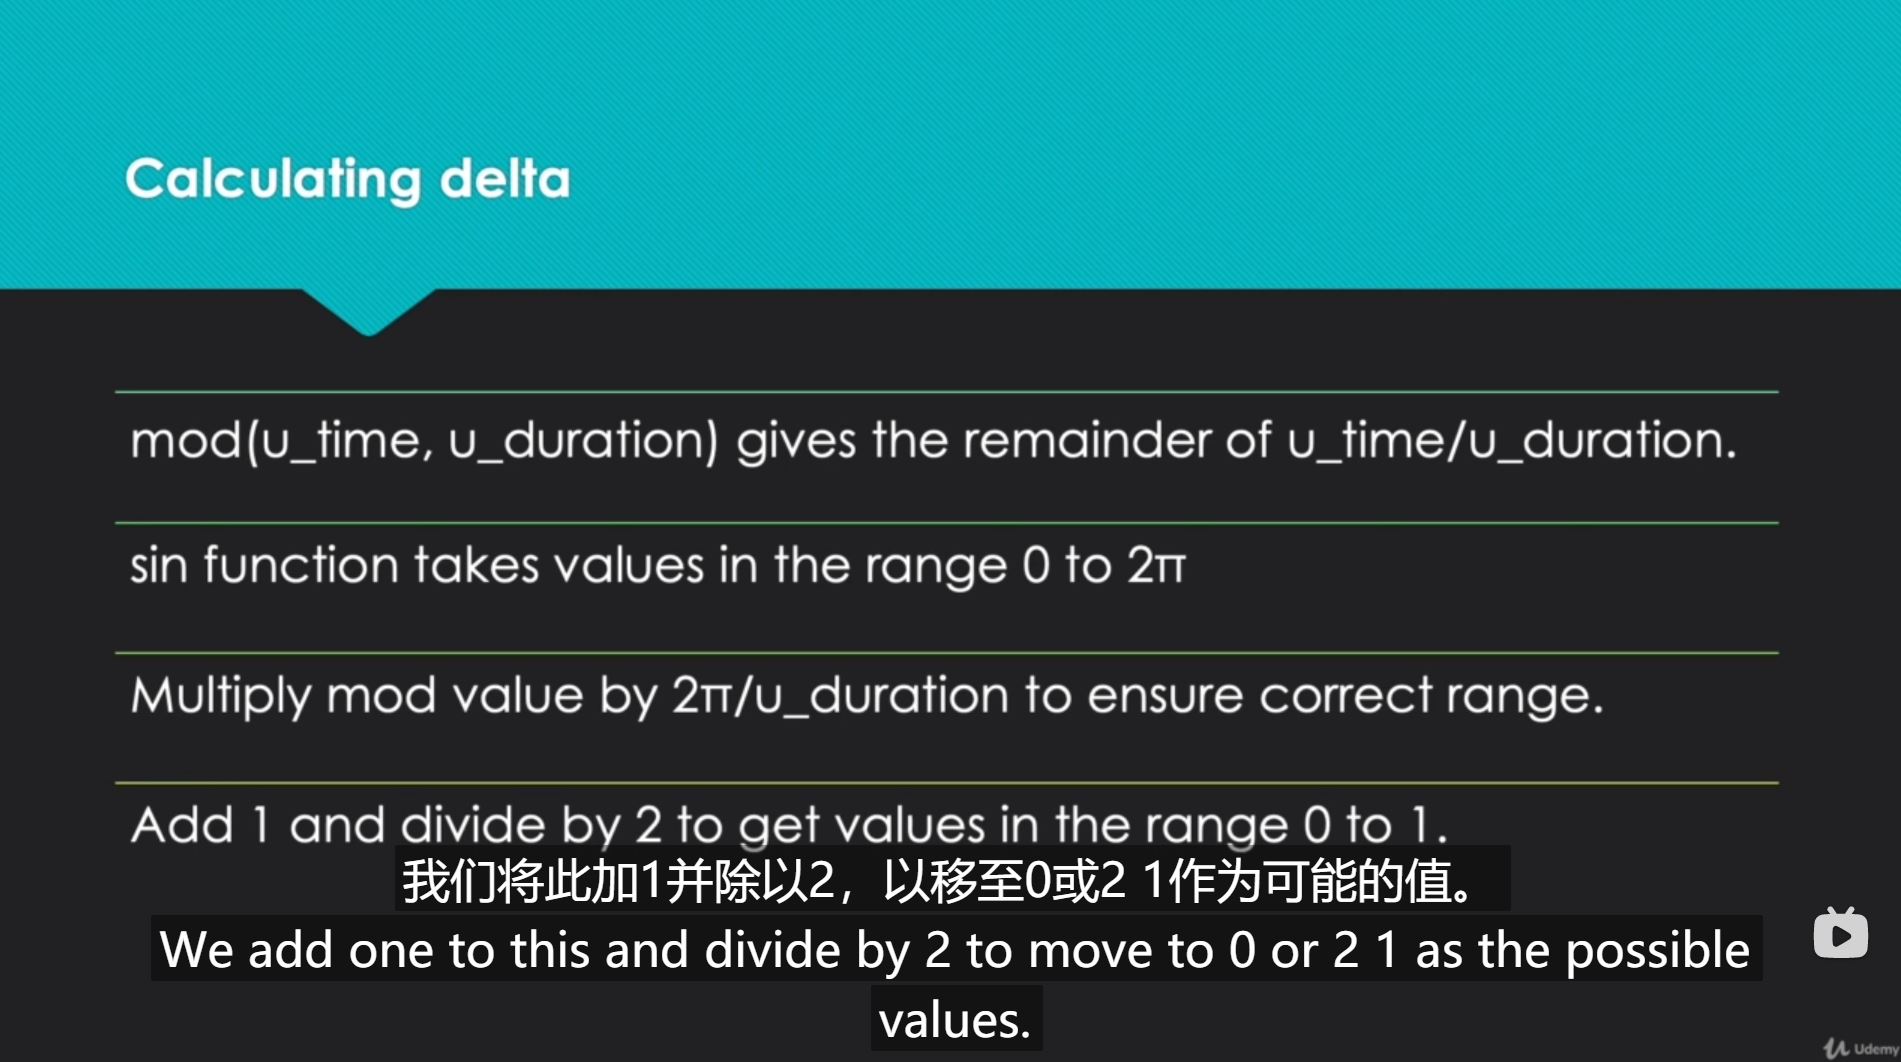 Calculating delta
mod(u_time, u_duration) gives the remainder of u_time/u_duration.
sin function takes values in the range 0 to 2π
Multiply mod value by 2π/u_duration to ensure correct range.
Add 1 and divide by 2 to get values in the range 0 to 1.
我们将此加1并除以2，以移至0或2 1作为可能的值。
We add one to this and divide by 2 to move to 0 or 2 1 as the possible
values.
Udemy